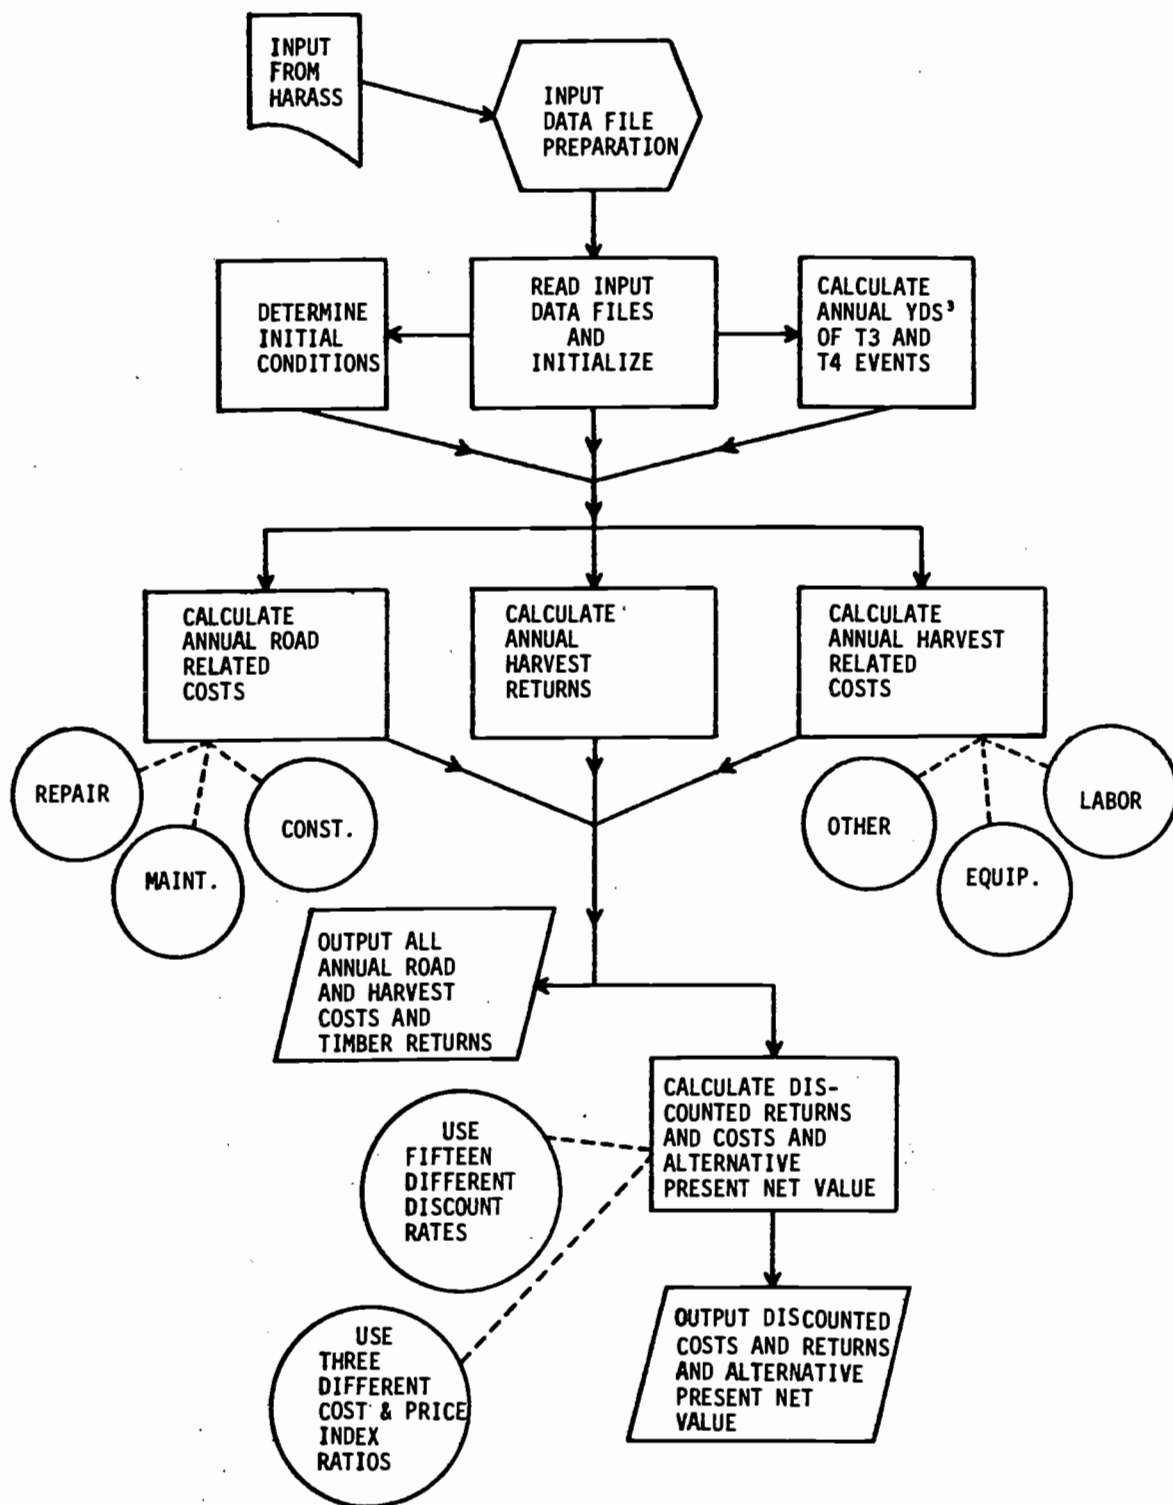 INPUT
FROM
HARASS
INPUT
DATA FILE
PREPARATION
DETERMINE
INITIAL
CONDITIONS
READ INPUT
DATA FILES
AND
INITIALIZE
CALCULATE
ANNUAL YDS³
OF T3 AND
T4 EVENTS
CALCULATE
ANNUAL ROAD
RELATED
COSTS
CALCULATE
ANNUAL
HARVEST
RETURNS
CALCULATE
ANNUAL HARVEST
RELATED
COSTS
REPAIR
MAINT.
CONST.
OTHER
EQUIP.
LABOR
OUTPUT ALL
ANNUAL ROAD
AND HARVEST
COSTS AND
TIMBER RETURNS
CALCULATE DIS-
COUNTED RETURNS
AND COSTS AND
ALTERNATIVE
PRESENT NET VALUE
USE
FIFTEEN
DIFFERENT
DISCOUNT
RATES
USE
THREE
DIFFERENT
COST & PRICE
INDEX
RATIOS
OUTPUT DISCOUNTED
COSTS AND RETURNS
AND ALTERNATIVE
PRESENT NET
VALUE